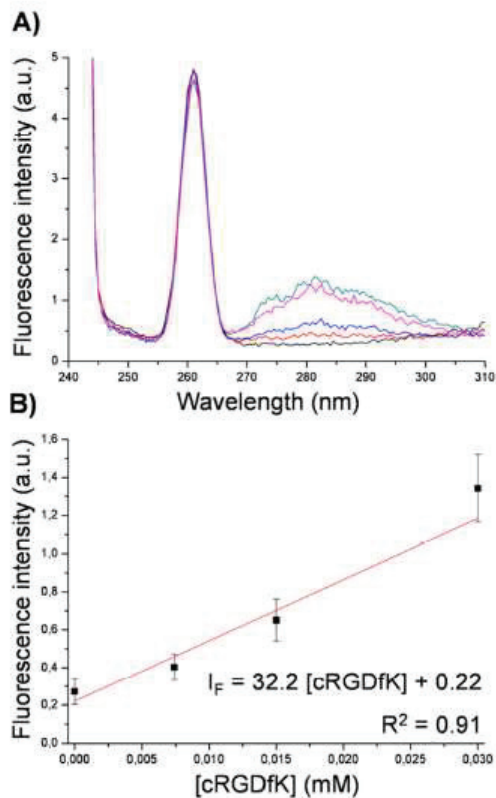 A)
Fluorescence intensity (a.u.)
5
4
3
2
1
0
240 250 260 270 280 290 300 310
Wavelength (nm)
B)
Fluorescence intensity (a.u.)
1,6
1,4
1,2
1,0
0,8
0,6
0,4
0,2
0,0
I_F = 32.2 [cRGDfK] + 0.22
R² = 0.91
0,000 0,005 0,010 0,015 0,020 0,025 0,030
[cRGDfK] (mM)